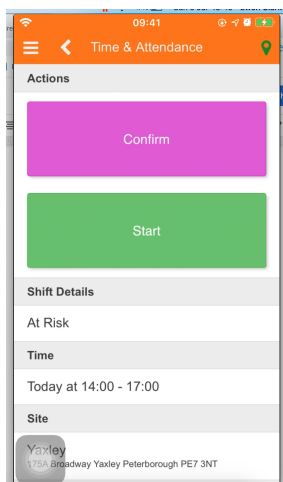 09:41
Time & Attendance
Actions
Confirm
Start
Shift Details
At Risk
Time
Today at 14:00 - 17:00
Site
Yaxley
175A Broadway Yaxley Peterborough PE7 3NT